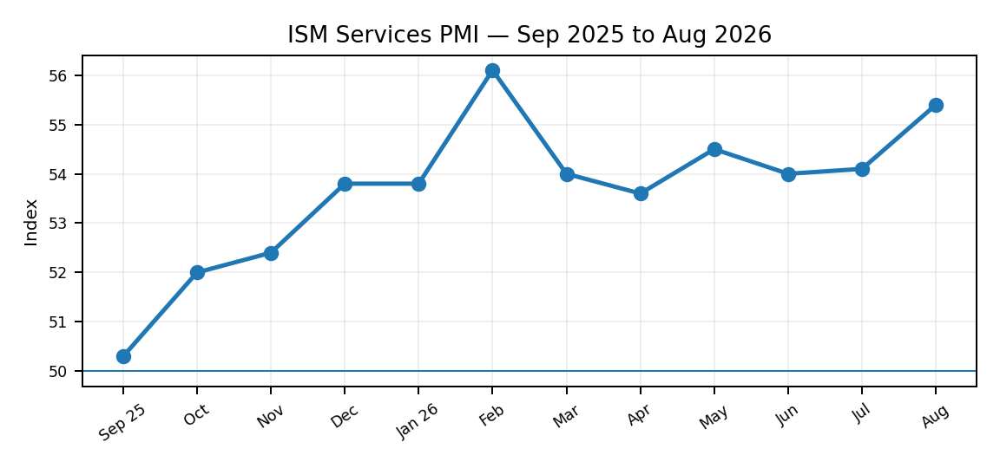 ISM Services PMI — Sep 2025 to Aug 2026
Index
56
55
54
53
52
51
50
Sep 25
Oct
Nov
Dec
Jan 26
Feb
Mar
Apr
May
Jun
Jul
Aug